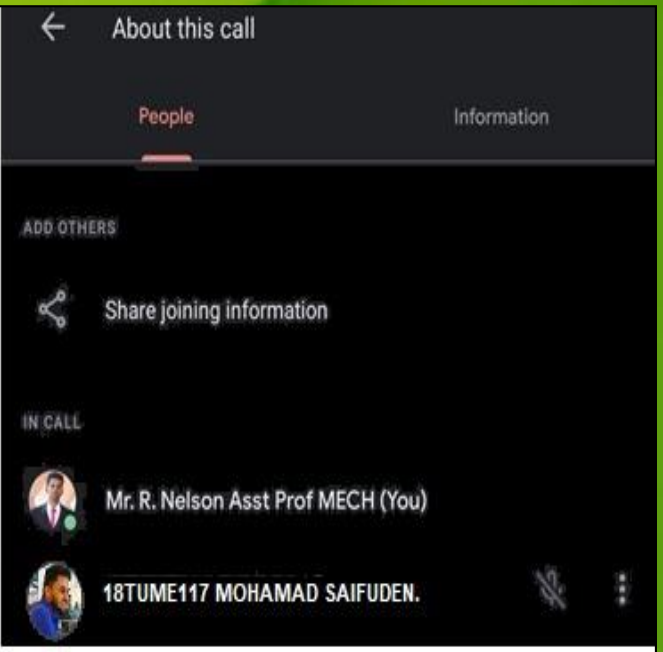 About this call
People
Information
ADD OTHERS
Share joining information
IN CALL
Mr. R. Nelson Asst Prof MECH (You)
18TUME117 MOHAMAD SAIFUDEN.